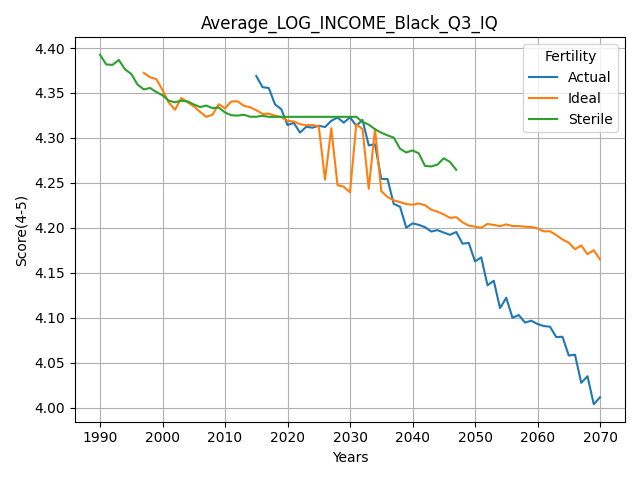 Average_LOG_INCOME_Black_Q3_IQ
Fertility
Actual
Ideal
Sterile
Score(4-5)
4.40
4.35
4.30
4.25
4.20
4.15
4.10
4.05
4.00
1990 2000 2010 2020 2030 2040 2050 2060 2070
Years